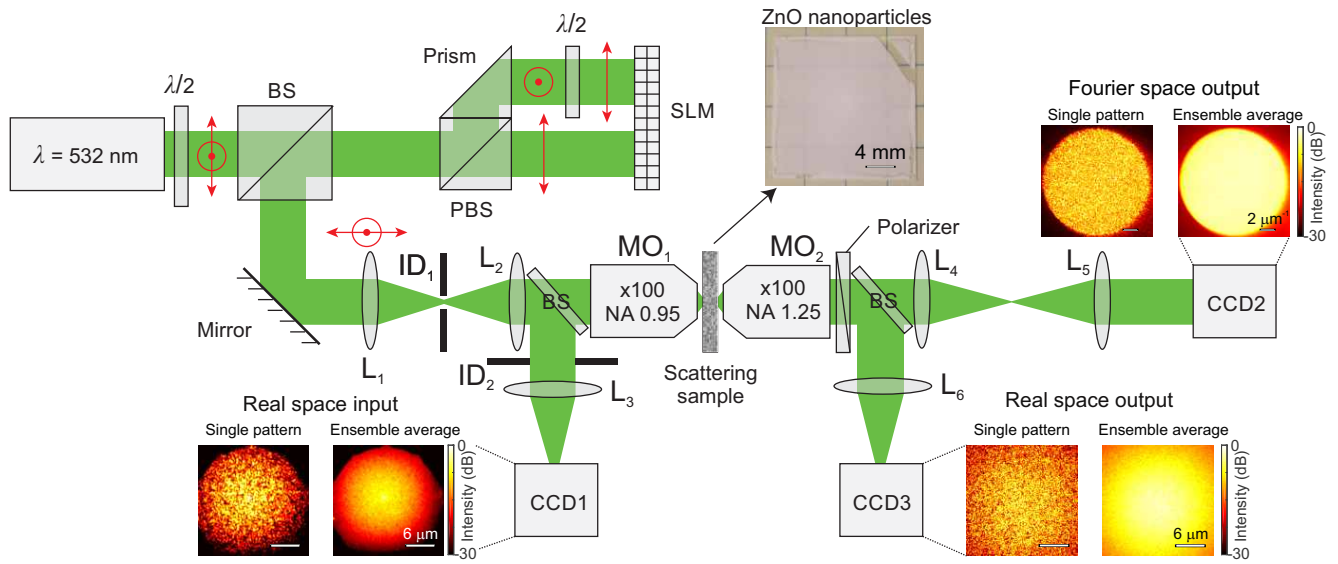 ZnO nanoparticles
4 mm
λ/2
Prism
λ/2
BS
SLM
λ = 532 nm
PBS
Fourier space output
Single pattern
Ensemble average
2 μm⁻¹
0
Intensity (dB)
-30
Mirror
L1
ID1
L2
BS
MO1
x100
NA 0.95
MO2
x100
NA 1.25
Polarizer
BS
L4
L5
CCD2
Scattering
sample
ID2
L3
L6
CCD1
CCD3
Real space input
Single pattern
Ensemble average
6 μm
0
Intensity (dB)
-30
Real space output
Single pattern
Ensemble average
6 μm
0
Intensity (dB)
-30